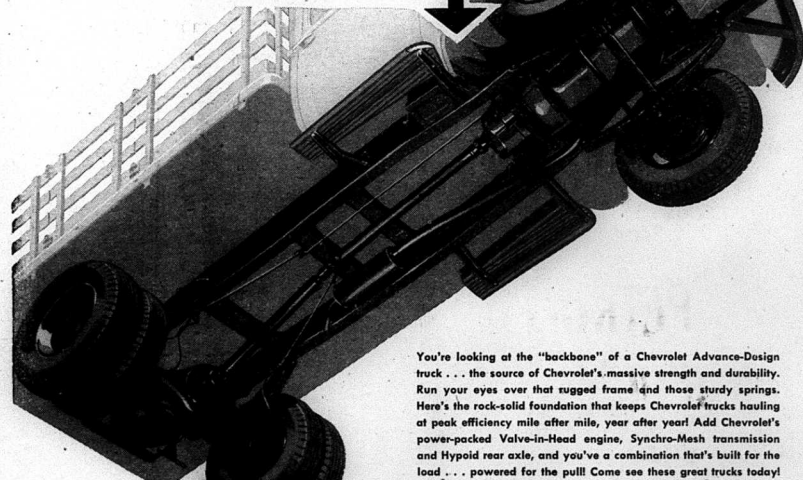 You're looking at the "backbone" of a Chevrolet Advance-Design
truck . . . the source of Chevrolet's massive strength and durability.
Run your eyes over that rugged frame and those sturdy springs.
Here's the rock-solid foundation that keeps Chevrolet trucks hauling
at peak efficiency mile after mile, year after year! Add Chevrolet's
power-packed Valve-in-Head engine, Synchro-Mesh transmission
and Hypoid rear axle, and you've a combination that's built for the
load . . . powered for the pull! Come see these great trucks today!